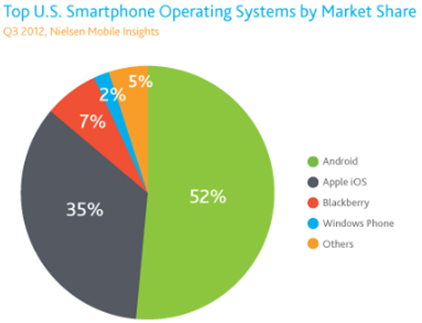 Top U.S. Smartphone Operating Systems by Market Share
Q3 2012, Nielsen Mobile Insights
5%
2%
7%
52%
35%
Android
Apple iOS
Blackberry
Windows Phone
Others